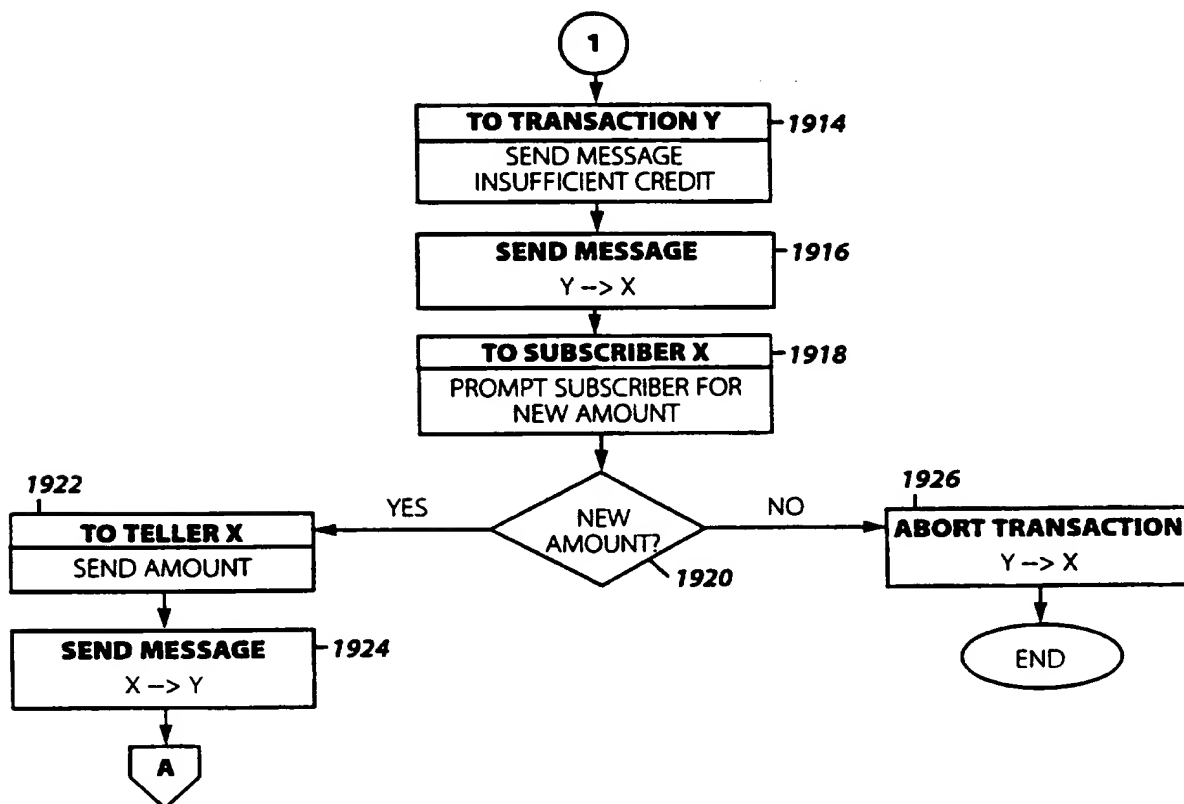 1
TO TRANSACTION Y
1914
SEND MESSAGE
INSUFFICIENT CREDIT
SEND MESSAGE
1916
Y --> X
TO SUBSCRIBER X
1918
PROMPT SUBSCRIBER FOR
NEW AMOUNT
NEW
AMOUNT?
1920
YES
NO
1922
TO TELLER X
SEND AMOUNT
SEND MESSAGE
1924
X --> Y
A
1926
ABORT TRANSACTION
Y --> X
END